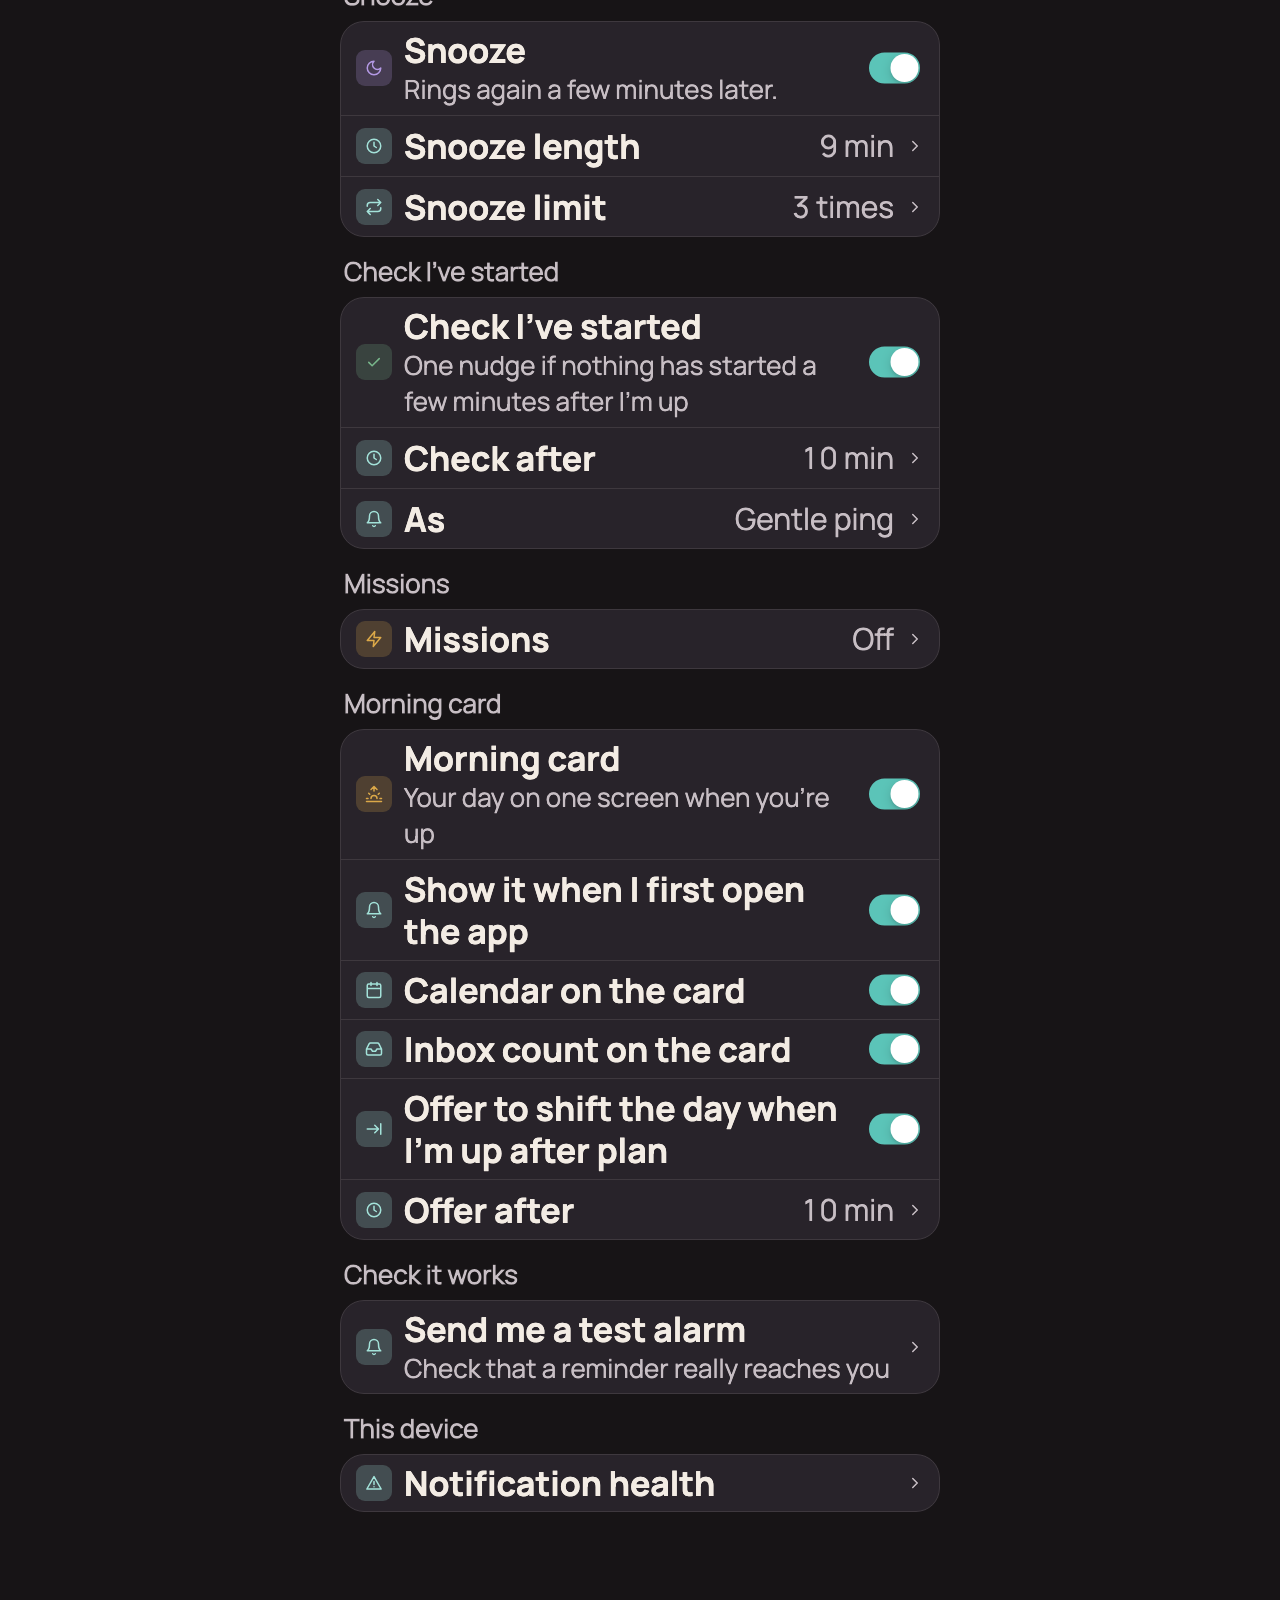 Snooze
Snooze
Rings again a few minutes later.
Snooze length
9 min
Snooze limit
3 times
Check I've started
Check I've started
One nudge if nothing has started a
few minutes after I'm up
Check after
10 min
As
Gentle ping
Missions
Missions
Off
Morning card
Morning card
Your day on one screen when you're
up
Show it when I first open
the app
Calendar on the card
Inbox count on the card
Offer to shift the day when
I'm up after plan
Offer after
10 min
Check it works
Send me a test alarm
Check that a reminder really reaches you
This device
Notification health